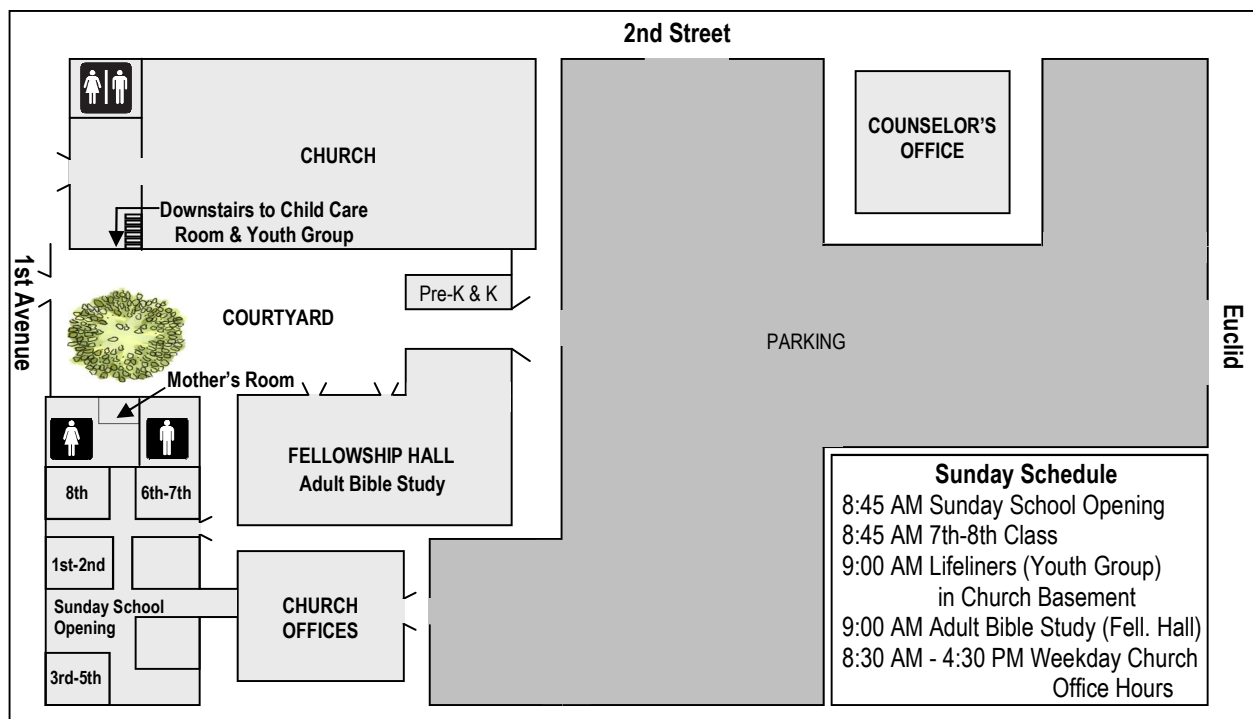 2nd Street
CHURCH
COUNSELOR'S
OFFICE
Downstairs to Child Care
Room & Youth Group
1st Avenue
Pre-K & K
COURTYARD
PARKING
Euclid
Mother's Room
FELLOWSHIP HALL
Adult Bible Study
8th
6th-7th
1st-2nd
Sunday School
Opening
3rd-5th
CHURCH
OFFICES
Sunday Schedule
8:45 AM Sunday School Opening
8:45 AM 7th-8th Class
9:00 AM Lifeliners (Youth Group)
in Church Basement
9:00 AM Adult Bible Study (Fell. Hall)
8:30 AM - 4:30 PM Weekday Church
Office Hours